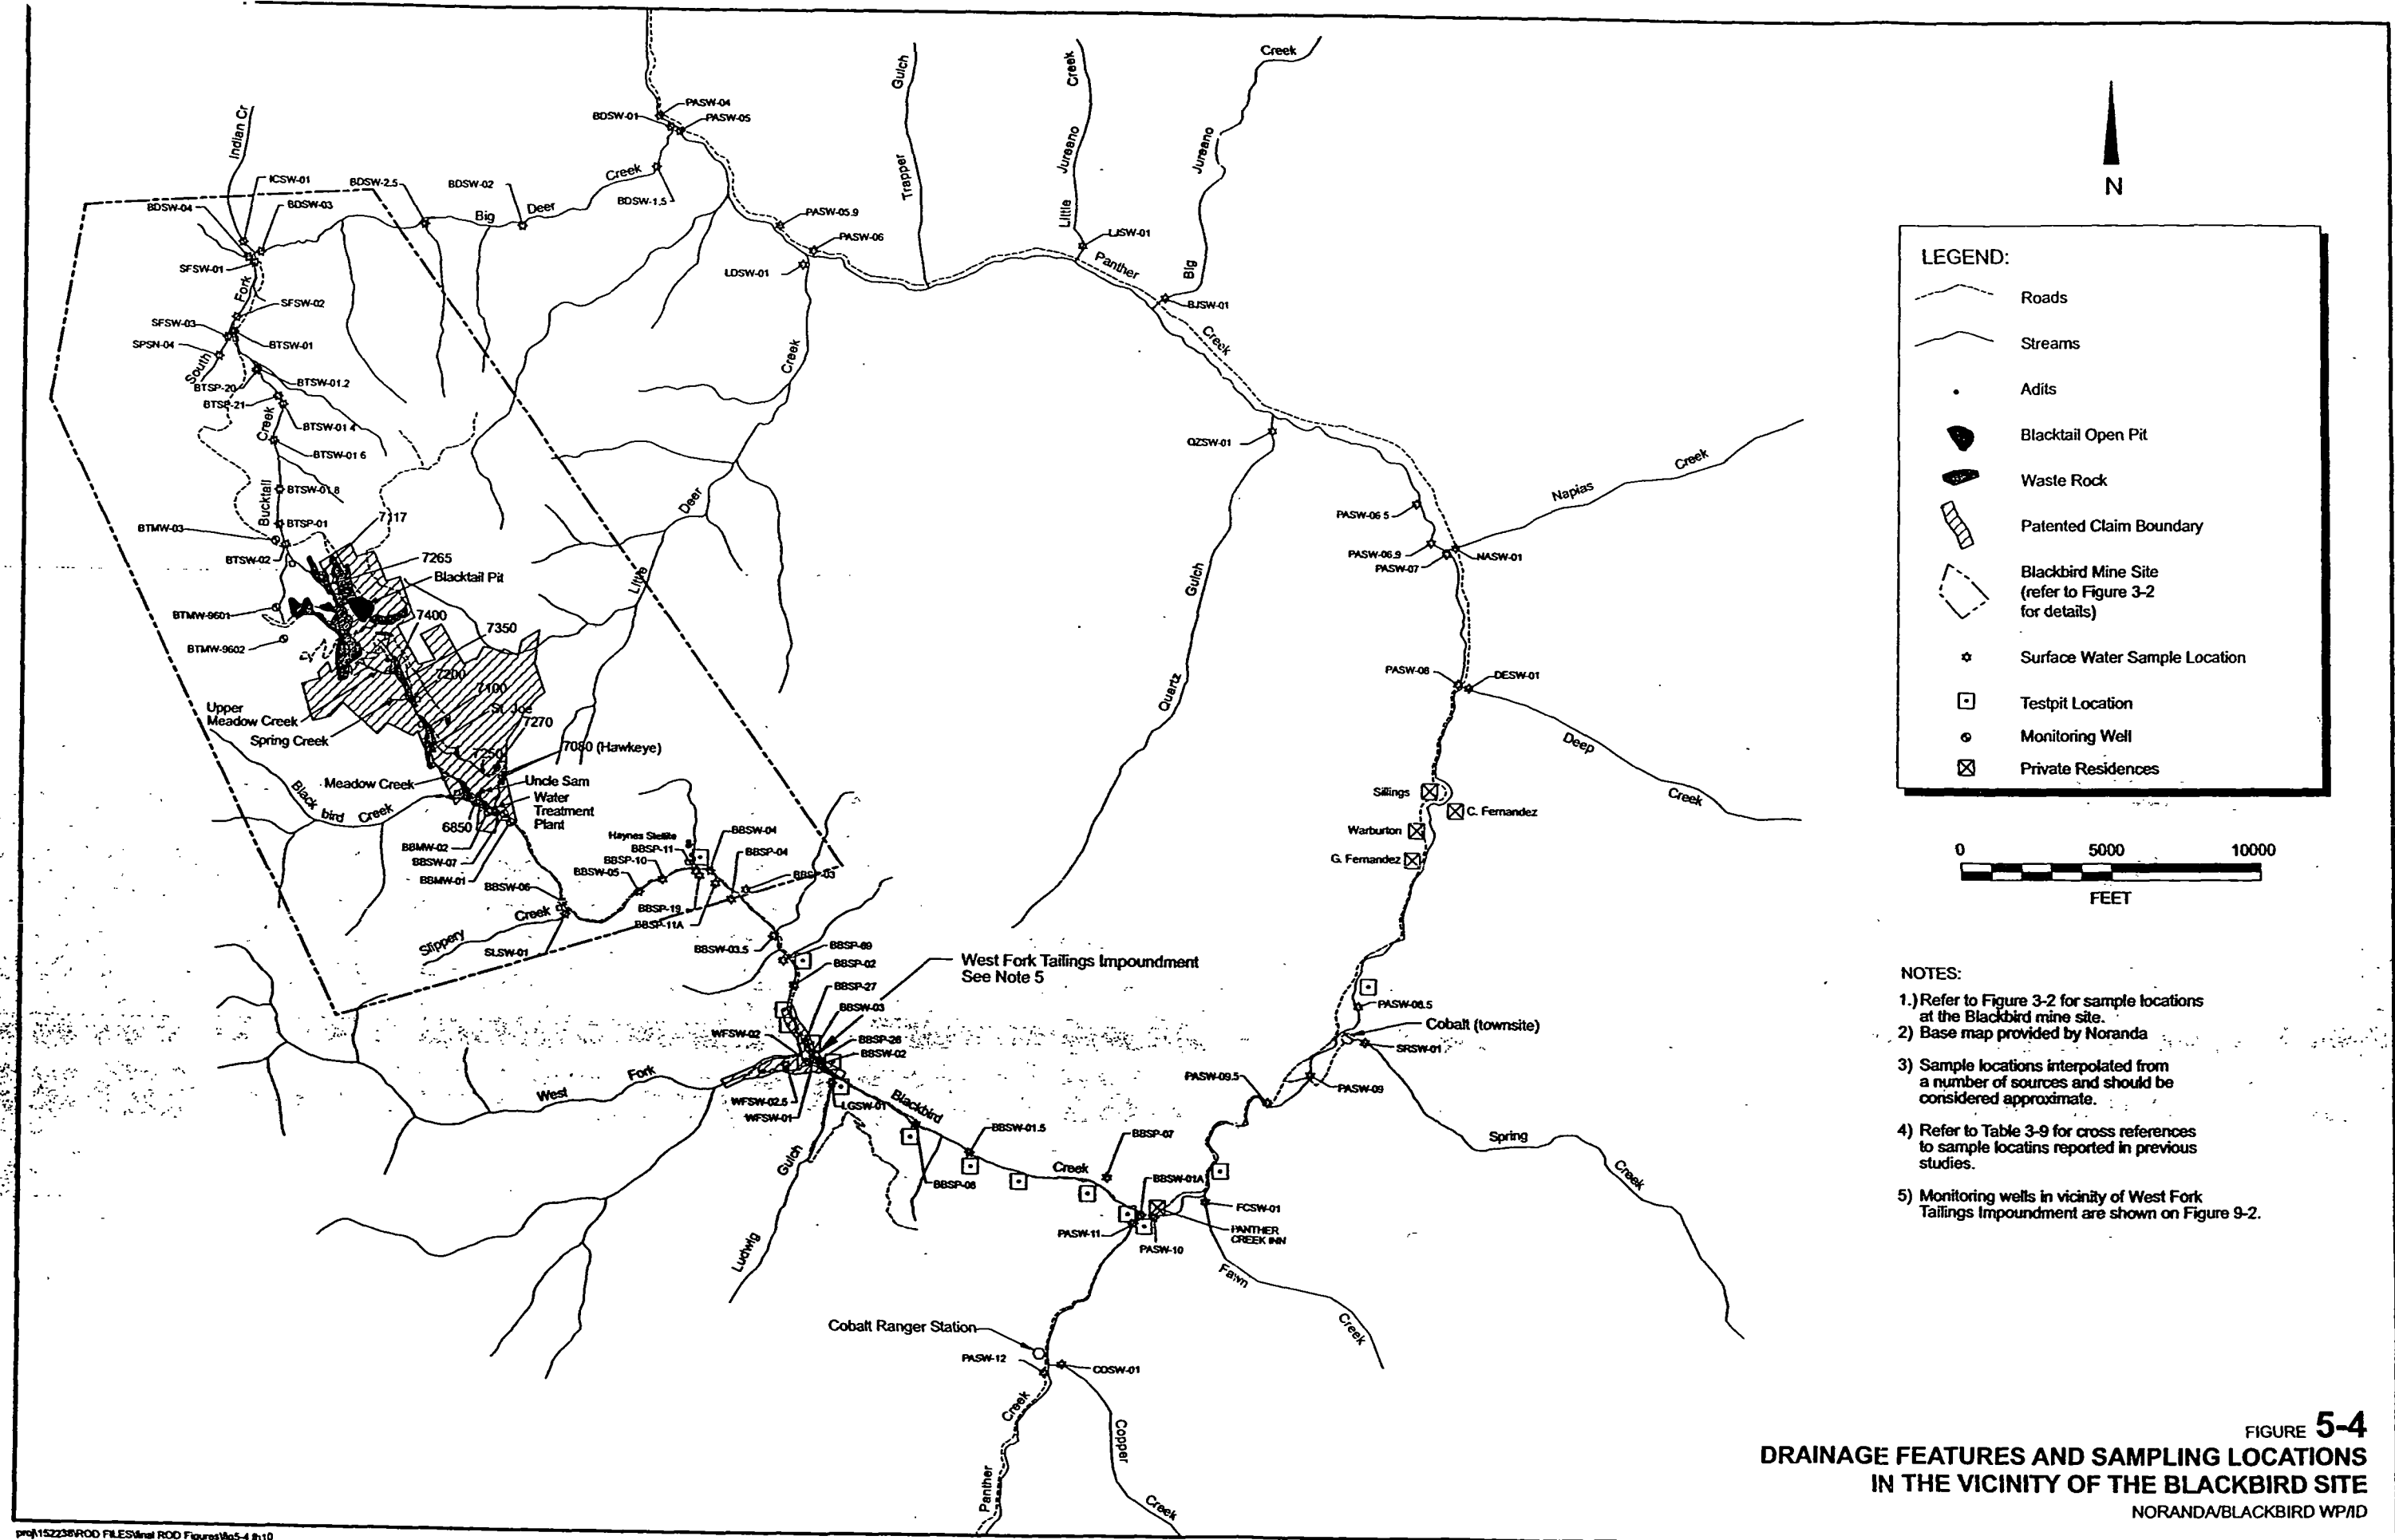 Creek
Gulch
Creek
PASW-04
BDSW-01
PASW-05
Indian Cr
Trapper
Little Jureano
Jureano
Creek
ICSW-01
BDSW-2.5
BDSW-02
BDSW-04
BDSW-03
Big
Deer
BDSW-1.5
PASW-05.9
PASW-06
LJSW-01
Panther
Big
SFSW-01
LDSW-01
Fork
SFSW-02
BJSW-01
SFSW-03
SPSN-04
BTSW-01
Creek
Creek
South
BTSP-20
BTSW-01.2
BTSP-21
Creek
BTSW-01 4
QZSW-01
BTSW-01 6
Creek
Bucktail
BTSW-01.8
Deer
Napias
BTMW-03
BTSP-01
7117
PASW-06 5
BTSW-02
7265
PASW-06.9
NASW-01
PASW-07
Blacktail Pit
Little
Gulch
BTMW-9601
7400
7350
BTMW-9602
7200
PASW-08
DESW-01
7100
Quartz
Upper
Meadow Creek
St. Joe
7270
Spring Creek
7250
7080 (Hawkeye)
Deep
Meadow Creek
Uncle Sam
Black bird Creek
Water
Treatment
Plant
Sillings
Creek
C. Fernandez
6850
Warburton
BBMW-02
Haynes Stellite
BBSW-04
BBSP-11
BBSP-04
G. Fernandez
BBSW-07
BBSP-10
BBMW-01
BBSW-05
BBSP-03
BBSW-06
BBSP-19
Creek
BBSP-11A
Slippery
SLSW-01
BBSW-03.5
BBSP-09
West Fork Tailings Impoundment
See Note 5
BBSP-02
BBSP-27
BBSW-03
PASW-08.5
WFSW-02
Cobalt (townsite)
BBSP-26
BBSW-02
SRSW-01
West
Fork
PASW-09.5
PASW-09
WFSW-02.5
LGSW-01
WFSW-01
Blackbird
BBSW-01.5
BBSP-07
Spring
Gulch
Creek
Creek
BBSP-08
BBSW-01A
FCSW-01
PASW-11
PANTHER
CREEK INN
PASW-10
Ludwig
Fawn
Creek
Cobalt Ranger Station
PASW-12
COSW-01
Creek
Copper
Panther
Creek
N
LEGEND:
Roads
Streams
Adits
Blacktail Open Pit
Waste Rock
Patented Claim Boundary
Blackbird Mine Site
(refer to Figure 3-2
for details)
Surface Water Sample Location
Testpit Location
Monitoring Well
Private Residences
0 5000 10000
FEET
NOTES:
1.) Refer to Figure 3-2 for sample locations
at the Blackbird mine site.
2) Base map provided by Noranda
3) Sample locations interpolated from
a number of sources and should be
considered approximate.
4) Refer to Table 3-9 for cross references
to sample locatins reported in previous
studies.
5) Monitoring wells in vicinity of West Fork
Tailings Impoundment are shown on Figure 9-2.
FIGURE 5-4
DRAINAGE FEATURES AND SAMPLING LOCATIONS
IN THE VICINITY OF THE BLACKBIRD SITE
NORANDA/BLACKBIRD WP/ID
proj\152238\ROD FILES\final ROD Figures\fig5-4.fh10